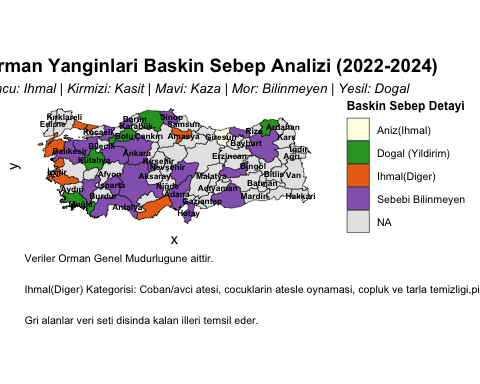 rman Yanginlari Baskin Sebep Analizi (2022-2024)
ncu: Ihmal | Kirmizi: Kasit | Mavi: Kaza | Mor: Bilinmeyen | Yesil: Dogal
Baskin Sebep Detayi
Aniz(Ihmal)
Dogal (Yildirim)
Ihmal(Diger)
Sebebi Bilinmeyen
NA
Kirklareli
Edirne
Kocaeli
Bartin
Karabuk
Sinop
Samsun
Bolu Cankiri
Amasya
Giresun
Rize
Ardahan
Kars
Bayburt
Igdir
Agri
Balikesir
Bilecik
Kutahya
Ankara
Erzincan
Kirsehir
Nevsehir
Bingol
Bitlis Van
Izmir
Afyon
Aksaray
Malatya
Batman
Aydin
Isparta
Nigde
Adiyaman
Mugla
Burdur
Adana
Gaziantep
Mardin
Hakkari
Antalya
Hatay
y
x
Veriler Orman Genel Mudurlugune aittir.
Ihmal(Diger) Kategorisi: Coban/avci atesi, cocuklarin atesle oynamasi, copluk ve tarla temizligi,pi
Gri alanlar veri seti disinda kalan illeri temsil eder.